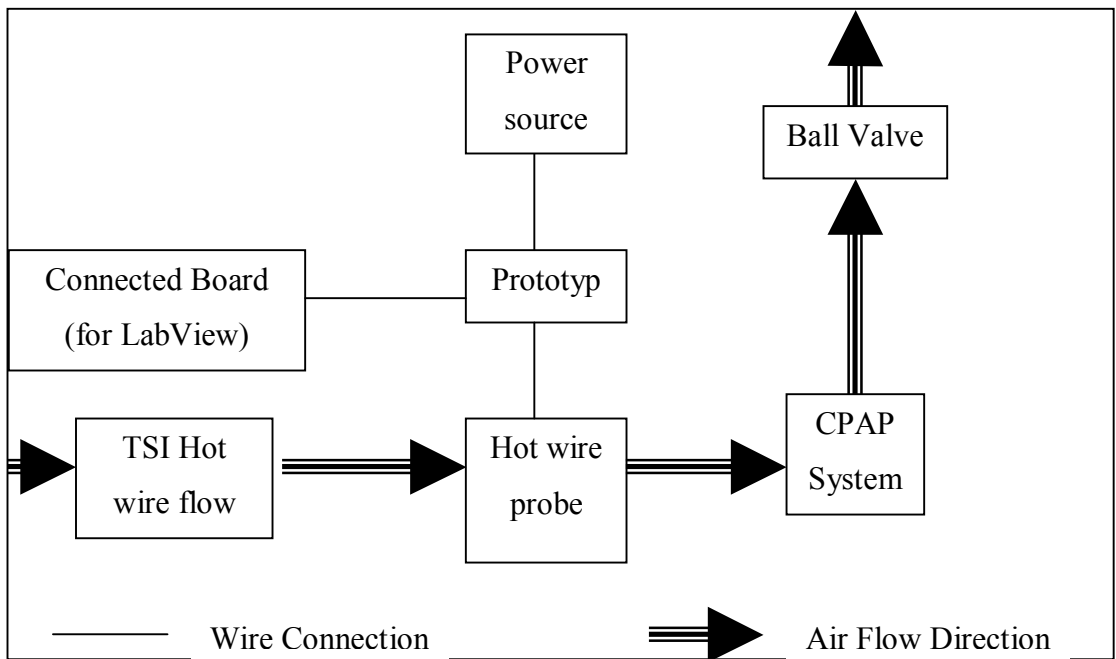 Power
source
Ball Valve
Connected Board
(for LabView)
Prototyp
TSI Hot
wire flow
Hot wire
probe
CPAP
System
Wire Connection
Air Flow Direction